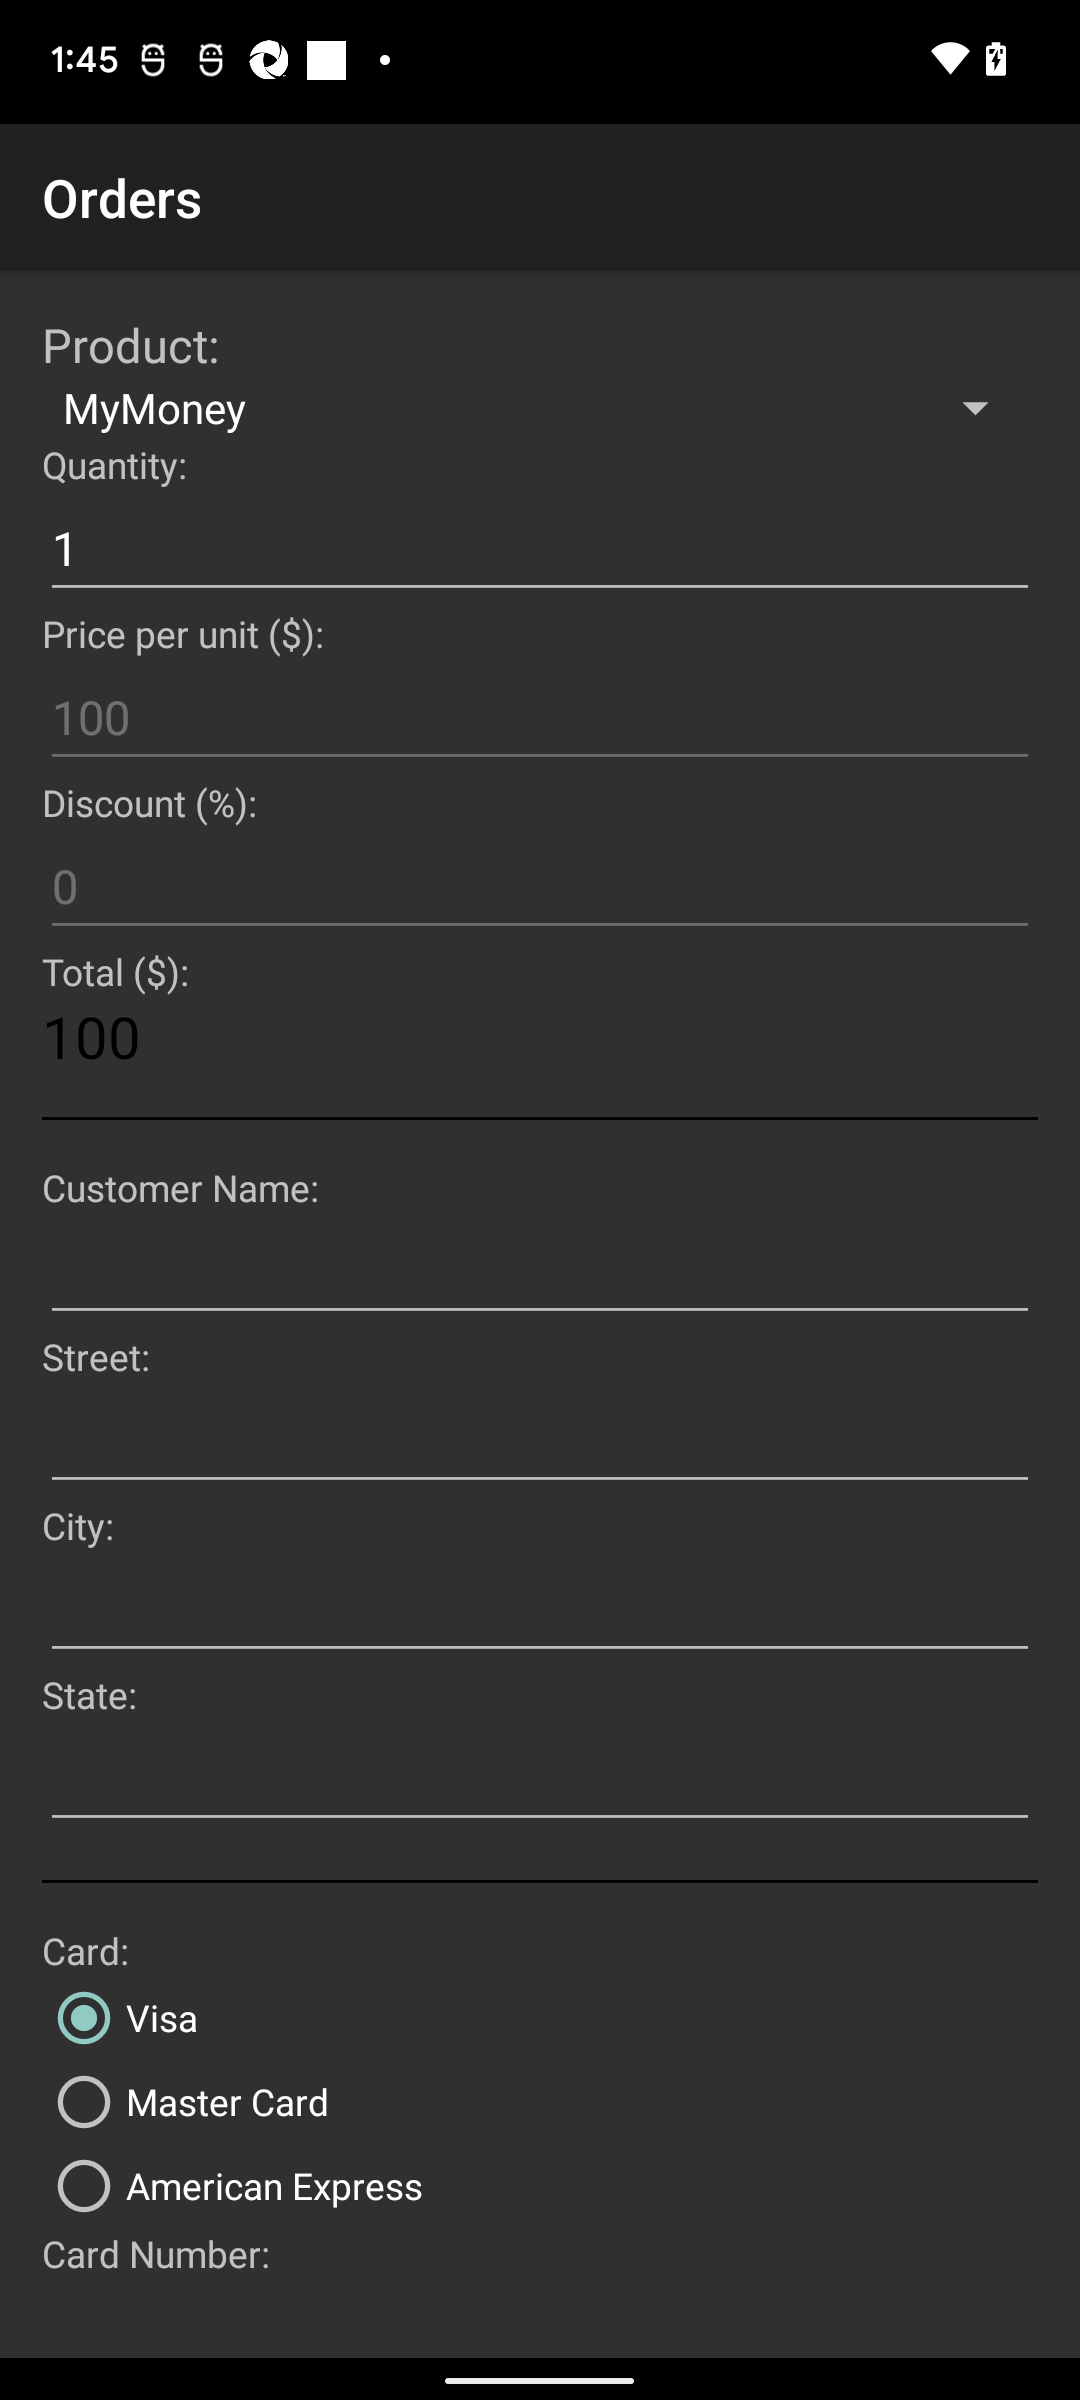 1:45
Orders
Product:
MyMoney
Quantity:
1
Price per unit ($):
100
Discount (%):
0
Total ($):
100
Customer Name:
Street:
City:
State:
Card:
Visa
Master Card
American Express
Card Number: